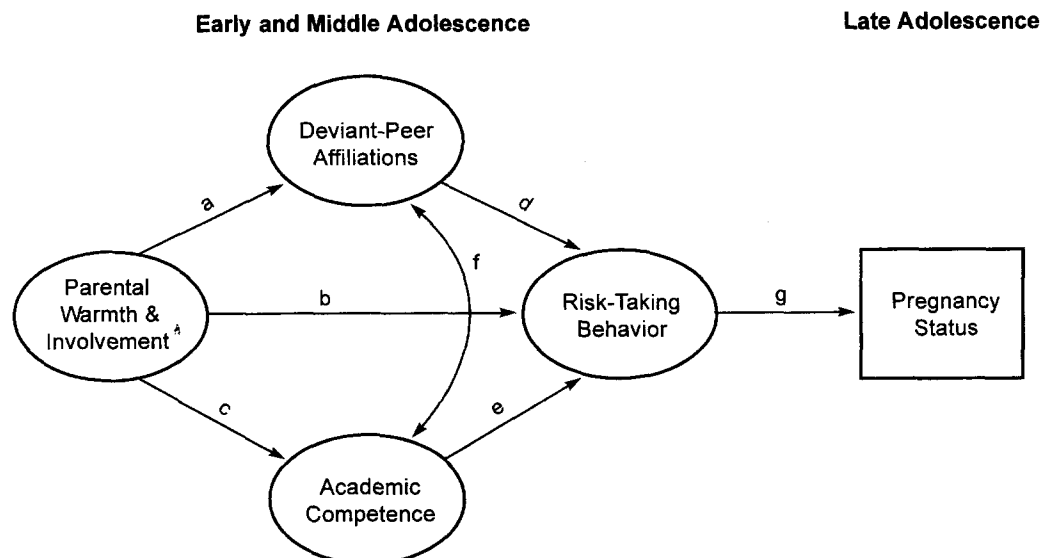 Early and Middle Adolescence
Late Adolescence
Deviant-Peer
Affiliations
a
d
f
Parental
Warmth &
Involvement
b
Risk-Taking
Behavior
g
Pregnancy
Status
c
e
Academic
Competence